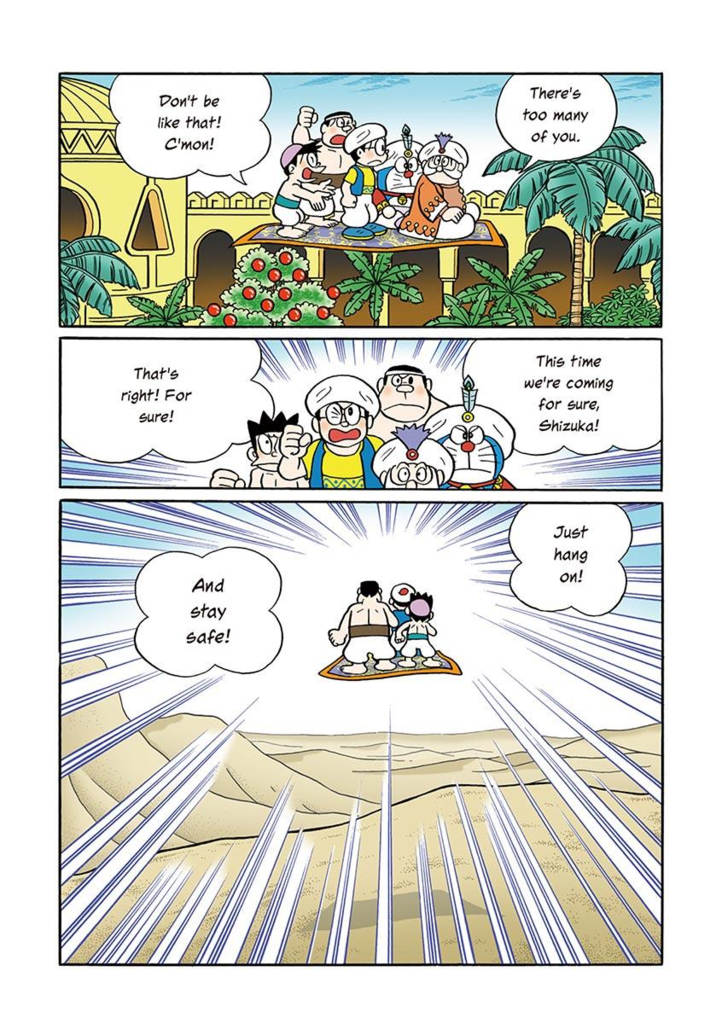 There's
too many
of you.
Don't be
like that!
C'mon!
This time
we're coming
for sure,
Shizuka!
That's
right! For
sure!
Just
hang
on!
And
stay
safe!